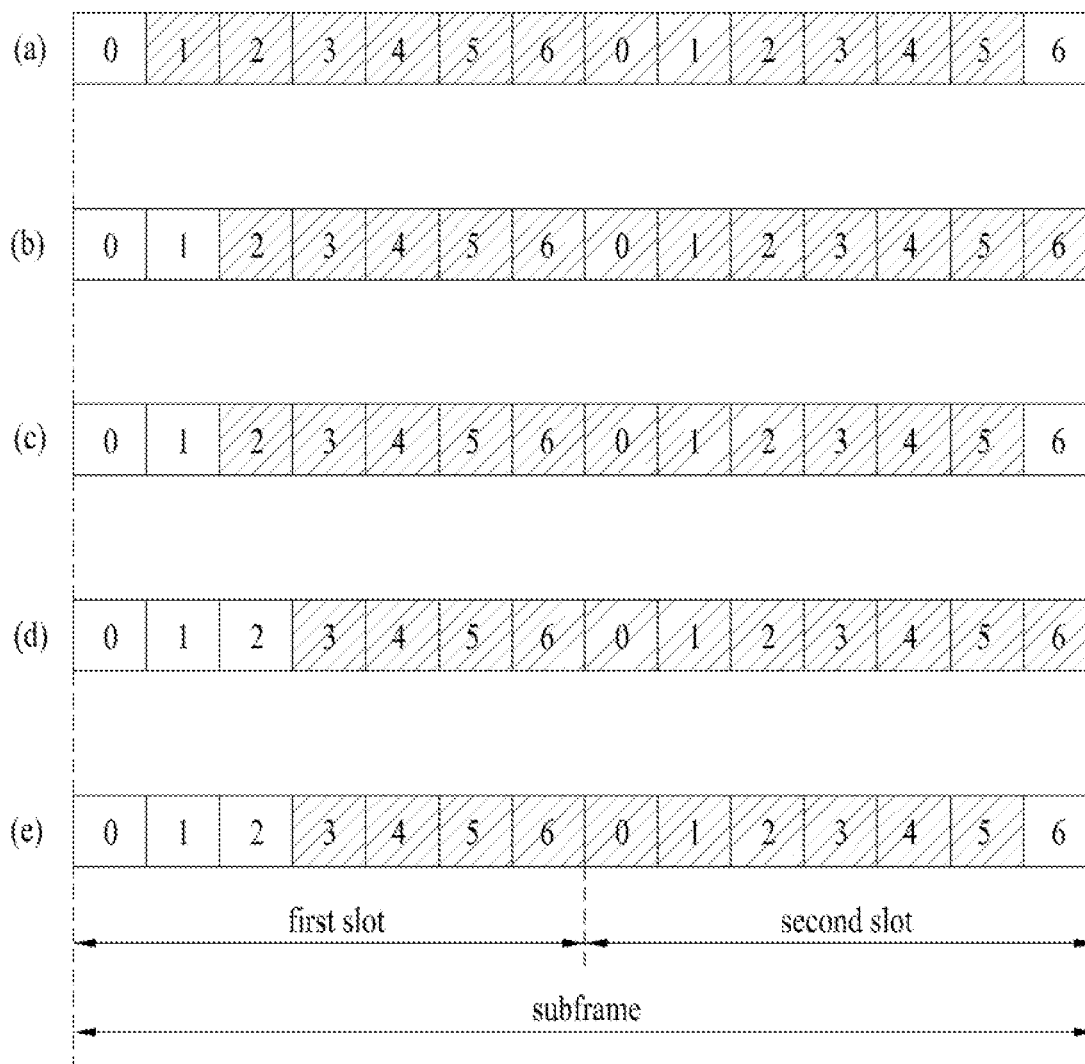 (a) 0 1 2 3 4 5 6 0 1 2 3 4 5 6
(b) 0 1 2 3 4 5 6 0 1 2 3 4 5 6
(c) 0 1 2 3 4 5 6 0 1 2 3 4 5 6
(d) 0 1 2 3 4 5 6 0 1 2 3 4 5 6
(e) 0 1 2 3 4 5 6 0 1 2 3 4 5 6
first slot second slot
subframe